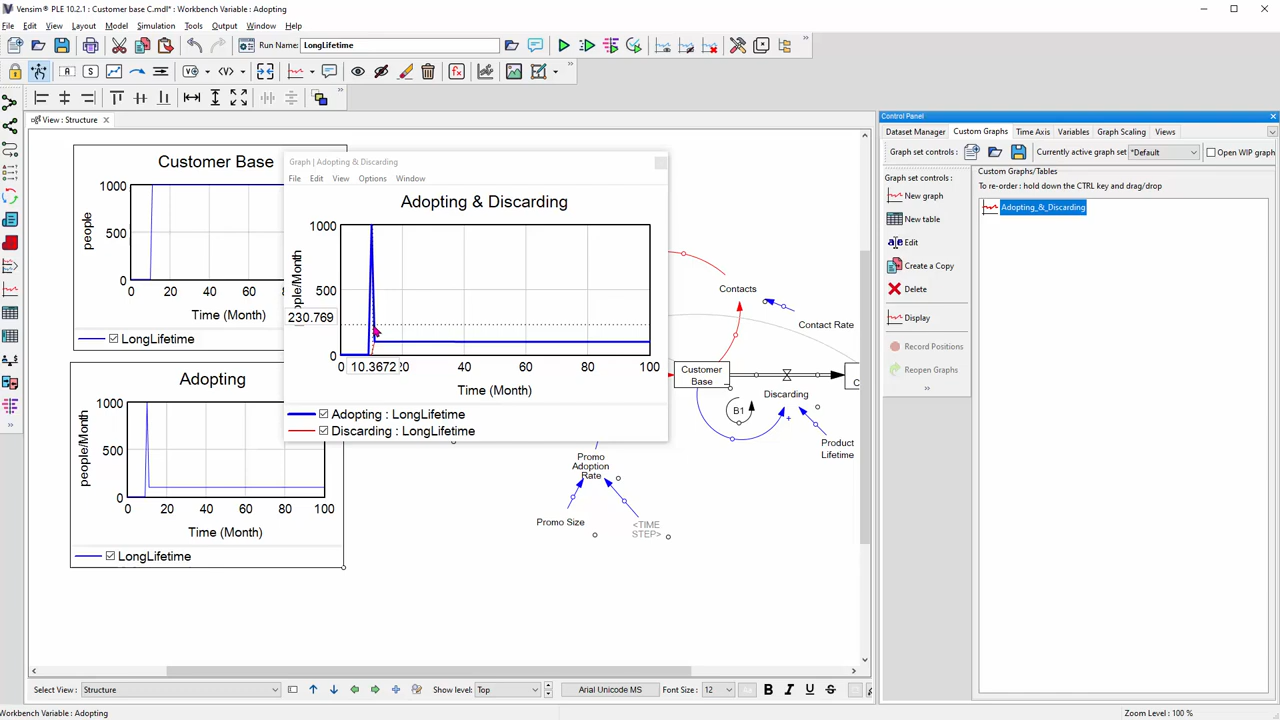 Vensim® PLE 10.2.1 : Customer base C.mdl* : Workbench Variable : Adopting
File Edit View Layout Model Simulation Tools Output Window Help
Run Name: LongLifetime
View : Structure
Customer Base
people
1000
500
0
0 20 40 60 80 100
Time (Month)
LongLifetime
Adopting
people/Month
1000
500
0
0 20 40 60 80 100
Time (Month)
LongLifetime
Graph | Adopting & Discarding
File Edit View Options Window
Adopting & Discarding
1000
500
230.769
0
0 10.3672 40 60 80 100
Time (Month)
Adopting : LongLifetime
Discarding : LongLifetime
Contacts
Contact Rate
Customer
Base
Discarding
B1
Product
Lifetime
Promo
Adoption
Rate
Promo Size
<TIME
STEP>
Control Panel
Dataset Manager Custom Graphs Time Axis Variables Graph Scaling Views
Graph set controls: Currently active graph set *Default Open WIP graph
Graph set controls:
New graph
New table
Edit
Create a Copy
Delete
Display
Record Positions
Reopen Graphs
Custom Graphs/Tables
To re-order : hold down the CTRL key and drag/drop
Adopting_&_Discarding
Select View: Structure Show level: Top Arial Unicode MS Font Size: 12 B I U S
Workbench Variable : Adopting Zoom Level : 100 %